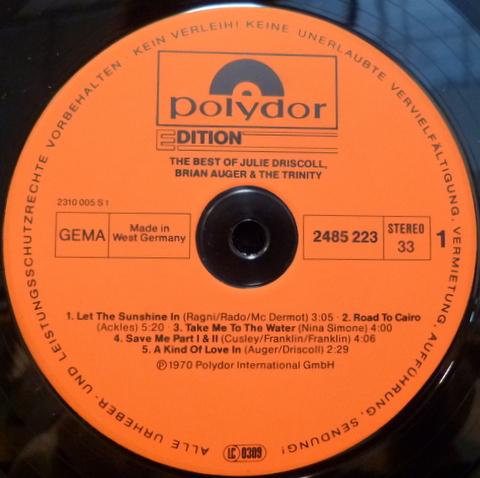 ALLE URHEBER- UND LEISTUNGSSCHUTZRECHTE VORBEHALTEN · KEIN VERLEIH! KEINE UNERLAUBTE VERVIELFÄLTIGUNG, VERMIETUNG, AUFFÜHRUNG, SENDUNG!
polydor
EDITION
THE BEST OF JULIE DRISCOLL,
BRIAN AUGER & THE TRINITY
2310 005 S 1
GEMA
Made in
West Germany
2485 223
STEREO
33
1
1. Let The Sunshine In (Ragni/Rado/Mc Dermot) 3:05 · 2. Road To Cairo
(Ackles) 5:20 · 3. Take Me To The Water (Nina Simone) 4:00
4. Save Me Part I & II (Cusley/Franklin/Franklin) 4:06
5. A Kind Of Love In (Auger/Driscoll) 2:29
℗ 1970 Polydor International GmbH
LC 0309